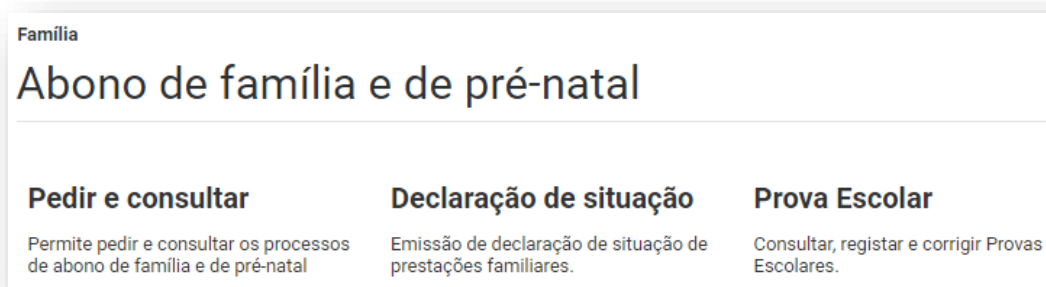 Família
Abono de família e de pré-natal
Pedir e consultar
Permite pedir e consultar os processos
de abono de família e de pré-natal
Declaração de situação
Emissão de declaração de situação de
prestações familiares.
Prova Escolar
Consultar, registar e corrigir Provas
Escolares.